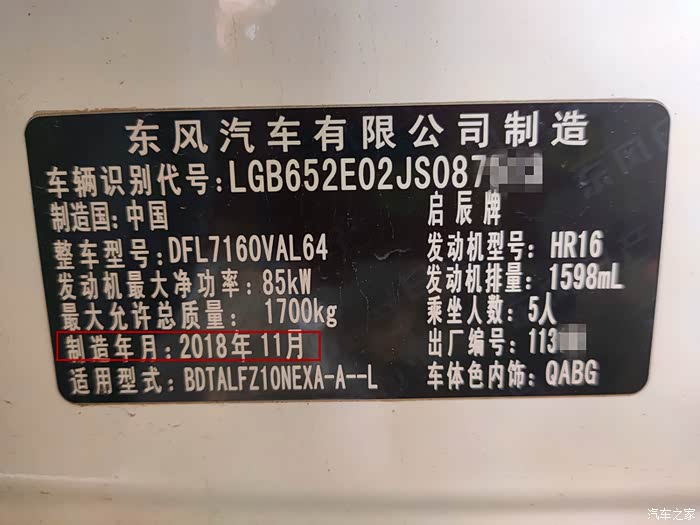 东风汽车有限公司制造
车辆识别代号:LGB652E02JS087
制造国:中国 启辰牌
整车型号:DFL7160VAL64 发动机型号: HR16
发动机最大净功率:85kW 发动机排量:1598mL
最大允许总质量: 1700kg 乘坐人数:5人
制造年月:2018年11月 出厂编号:113
适用型式:BDTALFZ10NEXA-A--L 车体色内饰:QABG
汽车之家